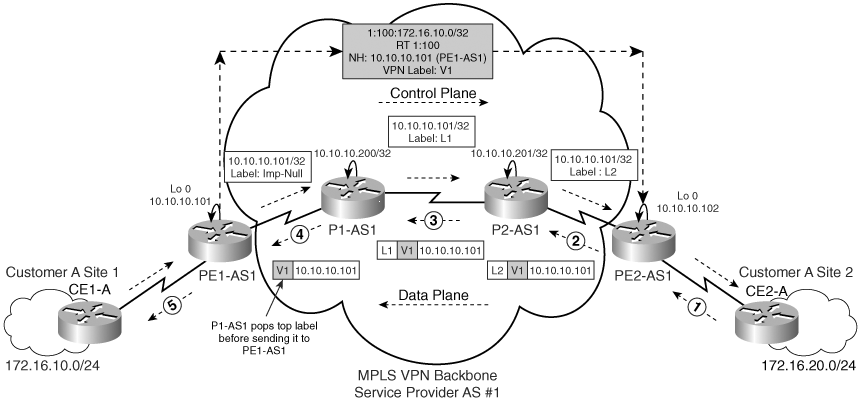 1:100:172.16.10.0/32
RT 1:100
NH: 10.10.10.101 (PE1-AS1)
VPN Label: V1
Control Plane
10.10.10.101/32
Label: L1
10.10.10.101/32
Label: Imp-Null
10.10.10.200/32
10.10.10.201/32
10.10.10.101/32
Label : L2
Lo 0
10.10.10.101
Lo 0
10.10.10.102
P1-AS1
P2-AS1
3
4
2
PE1-AS1
PE2-AS1
L1 V1 10.10.10.101
V1 10.10.10.101
L2 V1 10.10.10.101
Customer A Site 1
CE1-A
Customer A Site 2
CE2-A
5
1
Data Plane
P1-AS1 pops top label
before sending it to
PE1-AS1
172.16.10.0/24
172.16.20.0/24
MPLS VPN Backbone
Service Provider AS #1